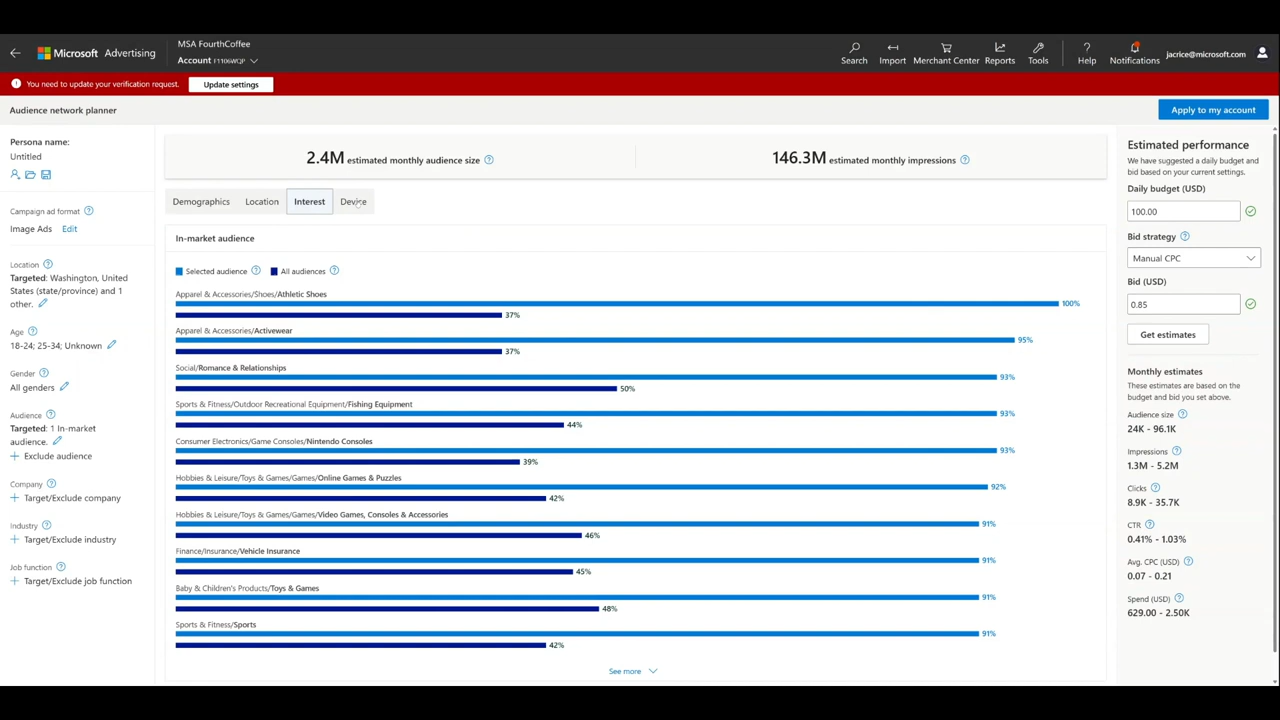 Microsoft Advertising
MSA FourthCoffee
Account
Search
Import
Merchant Center
Reports
Tools
Help
Notifications
jacrice@microsoft.com
You need to update your verification request.
Update settings
Audience network planner
Apply to my account
Persona name:
Untitled
Campaign ad format
Image Ads Edit
Location
Targeted: Washington, United
States (state/province) and 1
other.
Age
18-24; 25-34; Unknown
Gender
All genders
Audience
Targeted: 1 In-market
audience.
Exclude audience
Company
Target/Exclude company
Industry
Target/Exclude industry
Job function
Target/Exclude job function
2.4M estimated monthly audience size
146.3M estimated monthly impressions
Demographics
Location
Interest
Device
In-market audience
Selected audience
All audiences
Apparel & Accessories/Shoes/Athletic Shoes
100%
37%
Apparel & Accessories/Activewear
95%
37%
Social/Romance & Relationships
93%
50%
Sports & Fitness/Outdoor Recreational Equipment/Fishing Equipment
93%
44%
Consumer Electronics/Game Consoles/Nintendo Consoles
93%
39%
Hobbies & Leisure/Toys & Games/Games/Online Games & Puzzles
92%
42%
Hobbies & Leisure/Toys & Games/Games/Video Games, Consoles & Accessories
91%
46%
Finance/Insurance/Vehicle Insurance
91%
45%
Baby & Children's Products/Toys & Games
91%
48%
Sports & Fitness/Sports
91%
42%
See more
Estimated performance
We have suggested a daily budget and
bid based on your current settings.
Daily budget (USD)
100.00
Bid strategy
Manual CPC
Bid (USD)
0.85
Get estimates
Monthly estimates
These estimates are based on the
budget and bid you set above.
Audience size
24K - 96.1K
Impressions
1.3M - 5.2M
Clicks
8.9K - 35.7K
CTR
0.41% - 1.03%
Avg. CPC (USD)
0.07 - 0.21
Spend (USD)
629.00 - 2.50K